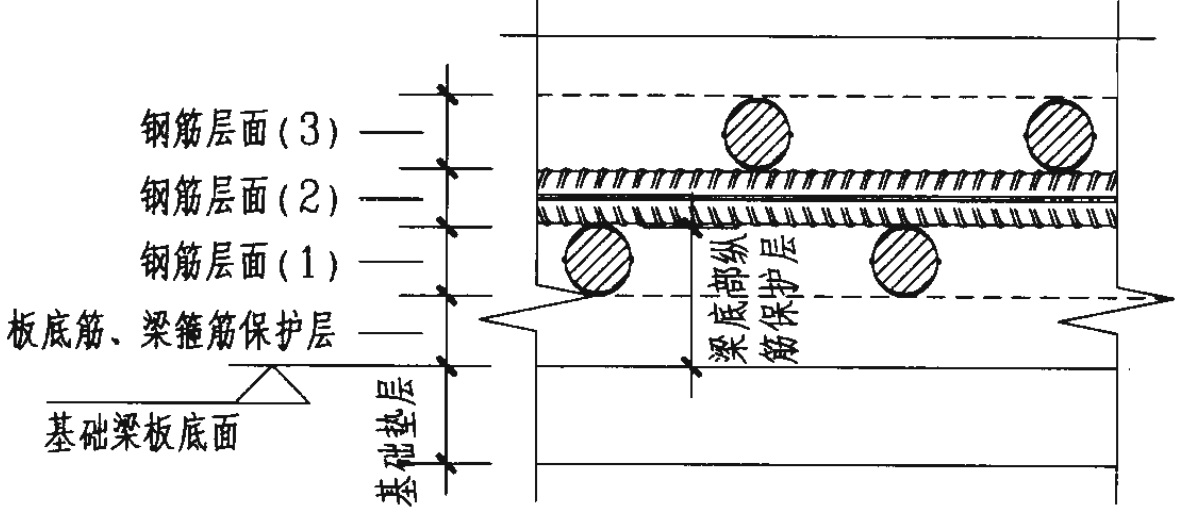 钢筋层面(3)
钢筋层面(2)
钢筋层面(1)
板底筋、梁箍筋保护层
基础梁板底面
基础垫层
梁底部纵
筋保护层